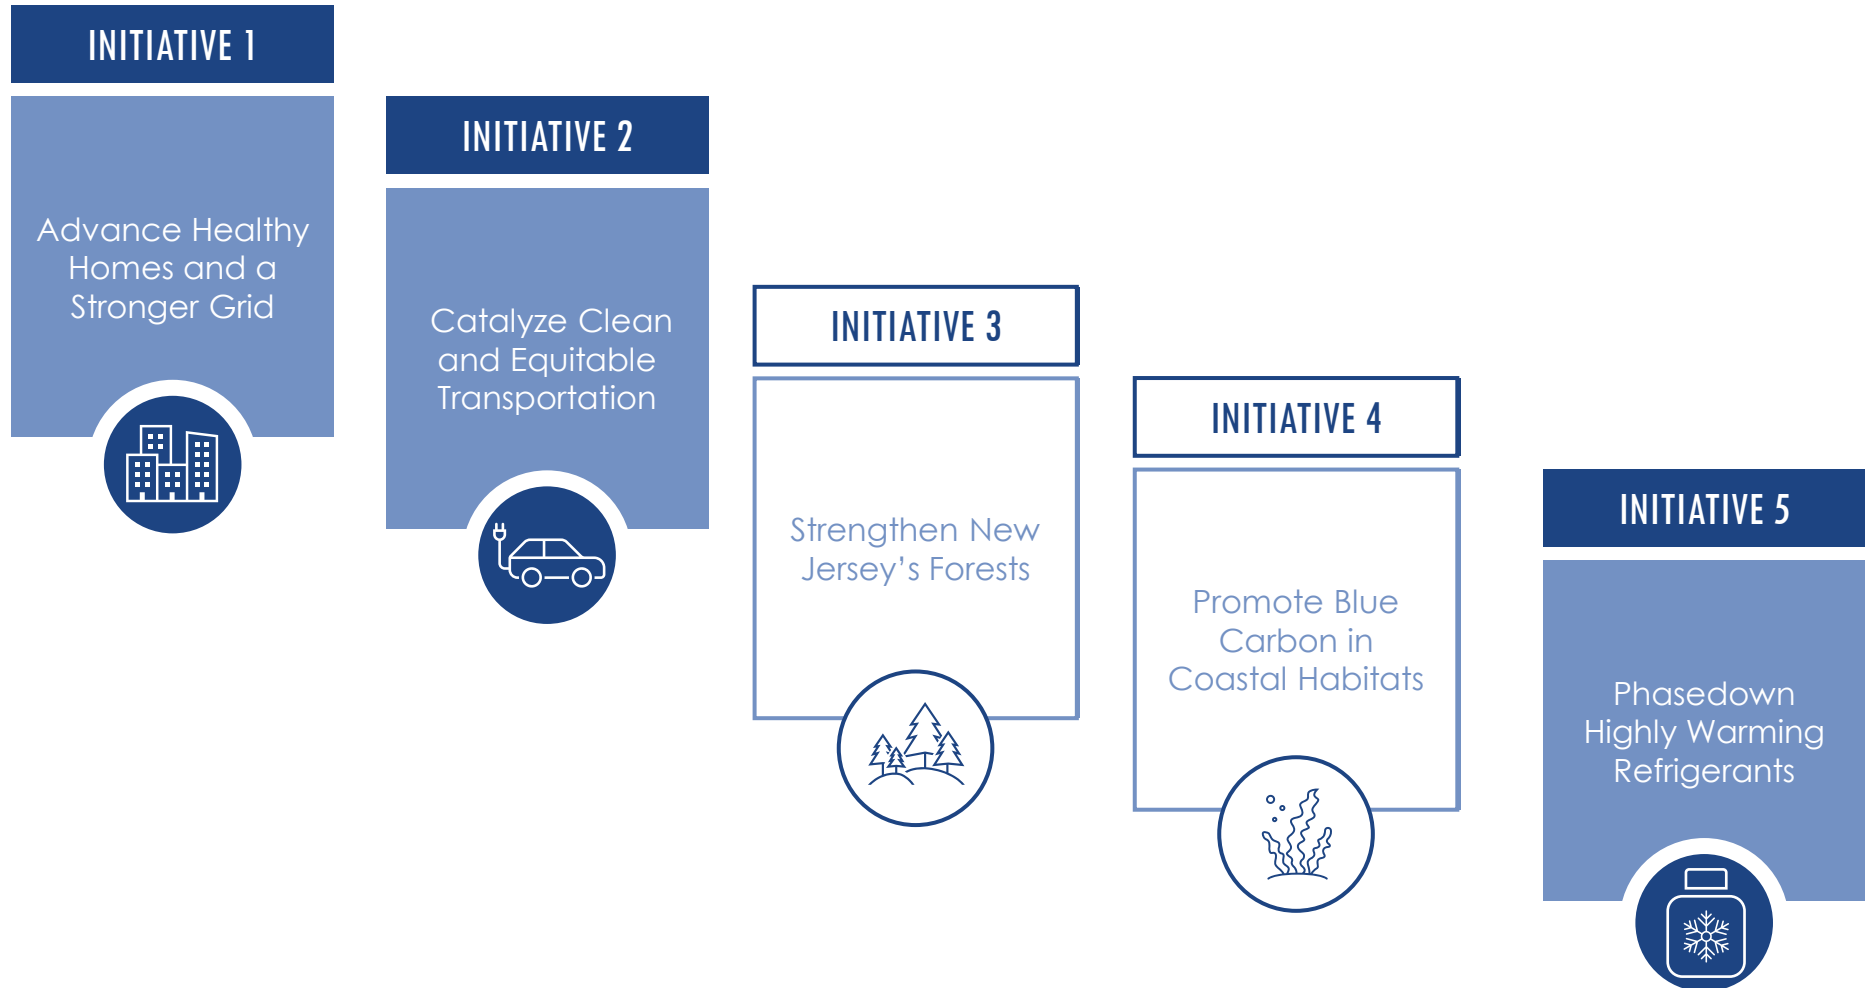 INITIATIVE 1
Advance Healthy
Homes and a
Stronger Grid
INITIATIVE 2
Catalyze Clean
and Equitable
Transportation
INITIATIVE 3
Strengthen New
Jersey’s Forests
INITIATIVE 4
Promote Blue
Carbon in
Coastal Habitats
INITIATIVE 5
Phasedown
Highly Warming
Refrigerants